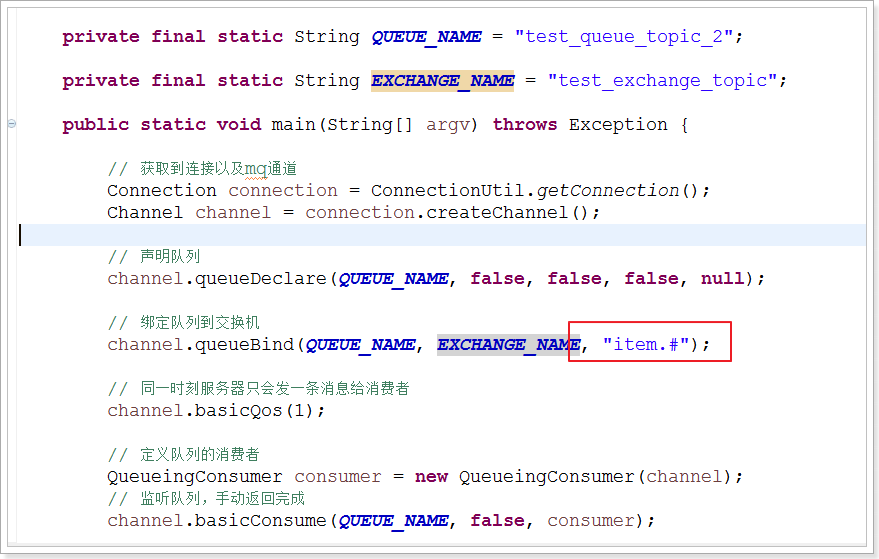 private final static String QUEUE_NAME = "test_queue_topic_2";
private final static String EXCHANGE_NAME = "test_exchange_topic";
public static void main(String[] argv) throws Exception {
// 获取到连接以及mq通道
Connection connection = ConnectionUtil.getConnection();
Channel channel = connection.createChannel();
// 声明队列
channel.queueDeclare(QUEUE_NAME, false, false, false, null);
// 绑定队列到交换机
channel.queueBind(QUEUE_NAME, EXCHANGE_NAME, "item.#");
// 同一时刻服务器只会发一条消息给消费者
channel.basicQos(1);
// 定义队列的消费者
QueueingConsumer consumer = new QueueingConsumer(channel);
// 监听队列，手动返回完成
channel.basicConsume(QUEUE_NAME, false, consumer);